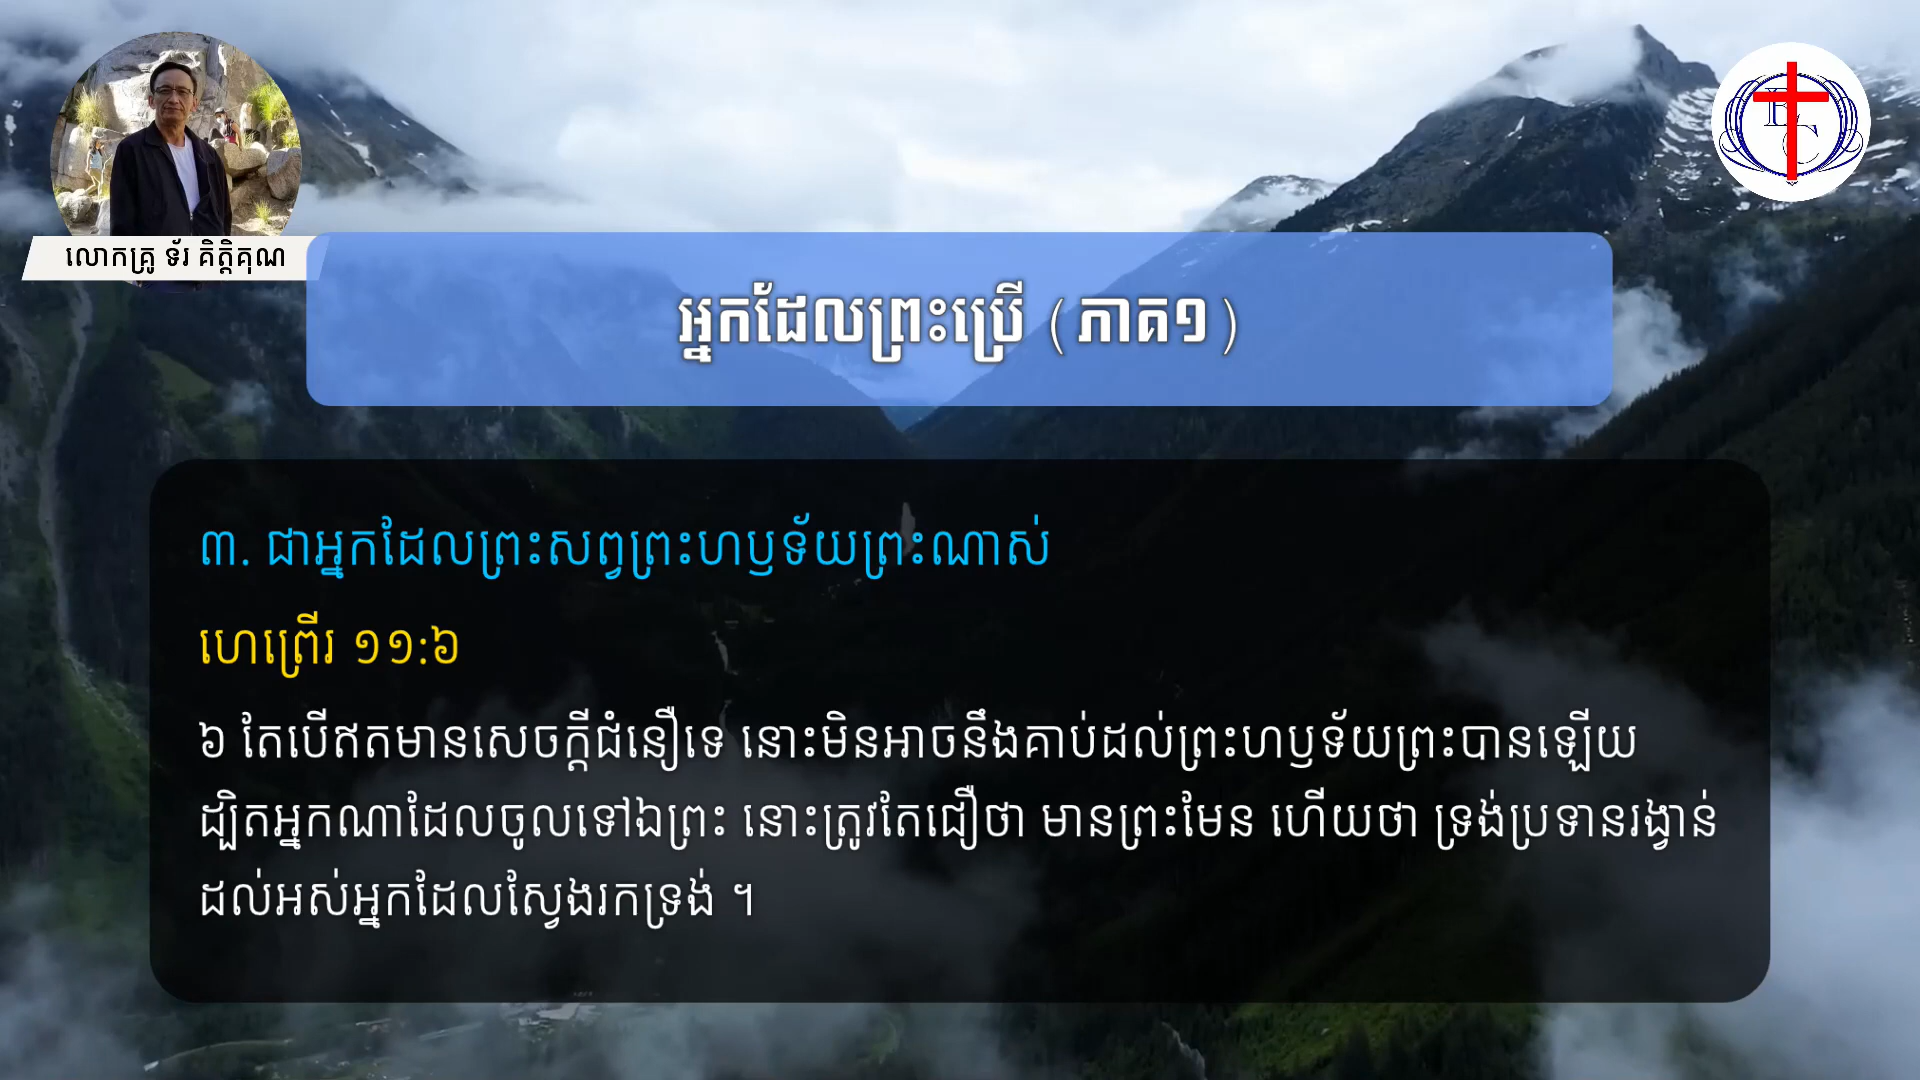 លោកគ្រូ ទ័រ គិត្តិគុណ
E
C
អ្នកដែលព្រះប្រើ (ភាគ១)
៣. ជាអ្នកដែលព្រះសព្វព្រះហឫទ័យព្រះណាស់
ហេព្រើរ ១១:៦
៦ តែបើឥតមានសេចក្ដីជំនឿទេ នោះមិនអាចនឹងគាប់ដល់ព្រះហឫទ័យព្រះបានឡើយ
ដ្បិតអ្នកណាដែលចូលទៅឯព្រះ នោះត្រូវតែជឿថា មានព្រះមែន ហើយថា ទ្រង់ប្រទានរង្វាន់
ដល់អស់អ្នកដែលស្វែងរកទ្រង់ ។